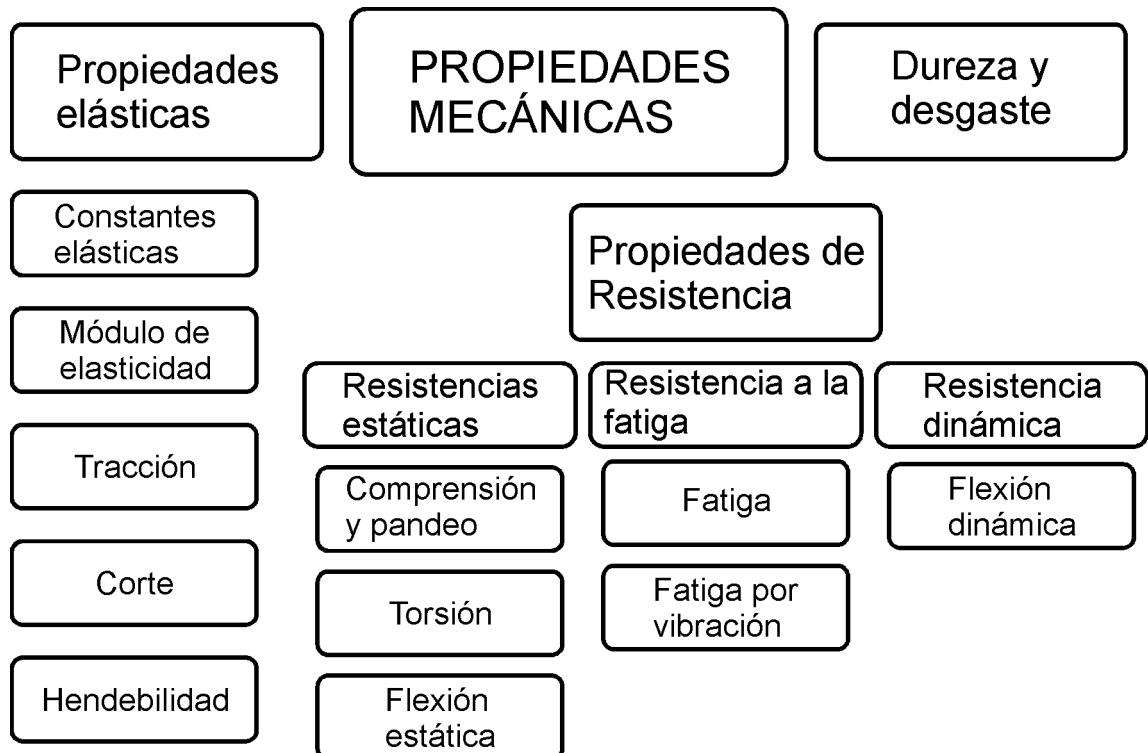 Propiedades
elásticas
PROPIEDADES
MECÁNICAS
Dureza y
desgaste
Constantes
elásticas
Módulo de
elasticidad
Tracción
Corte
Hendebilidad
Propiedades de
Resistencia
Resistencias
estáticas
Comprensión
y pandeo
Torsión
Flexión
estática
Resistencia a la
fatiga
Fatiga
Fatiga por
vibración
Resistencia
dinámica
Flexión
dinámica